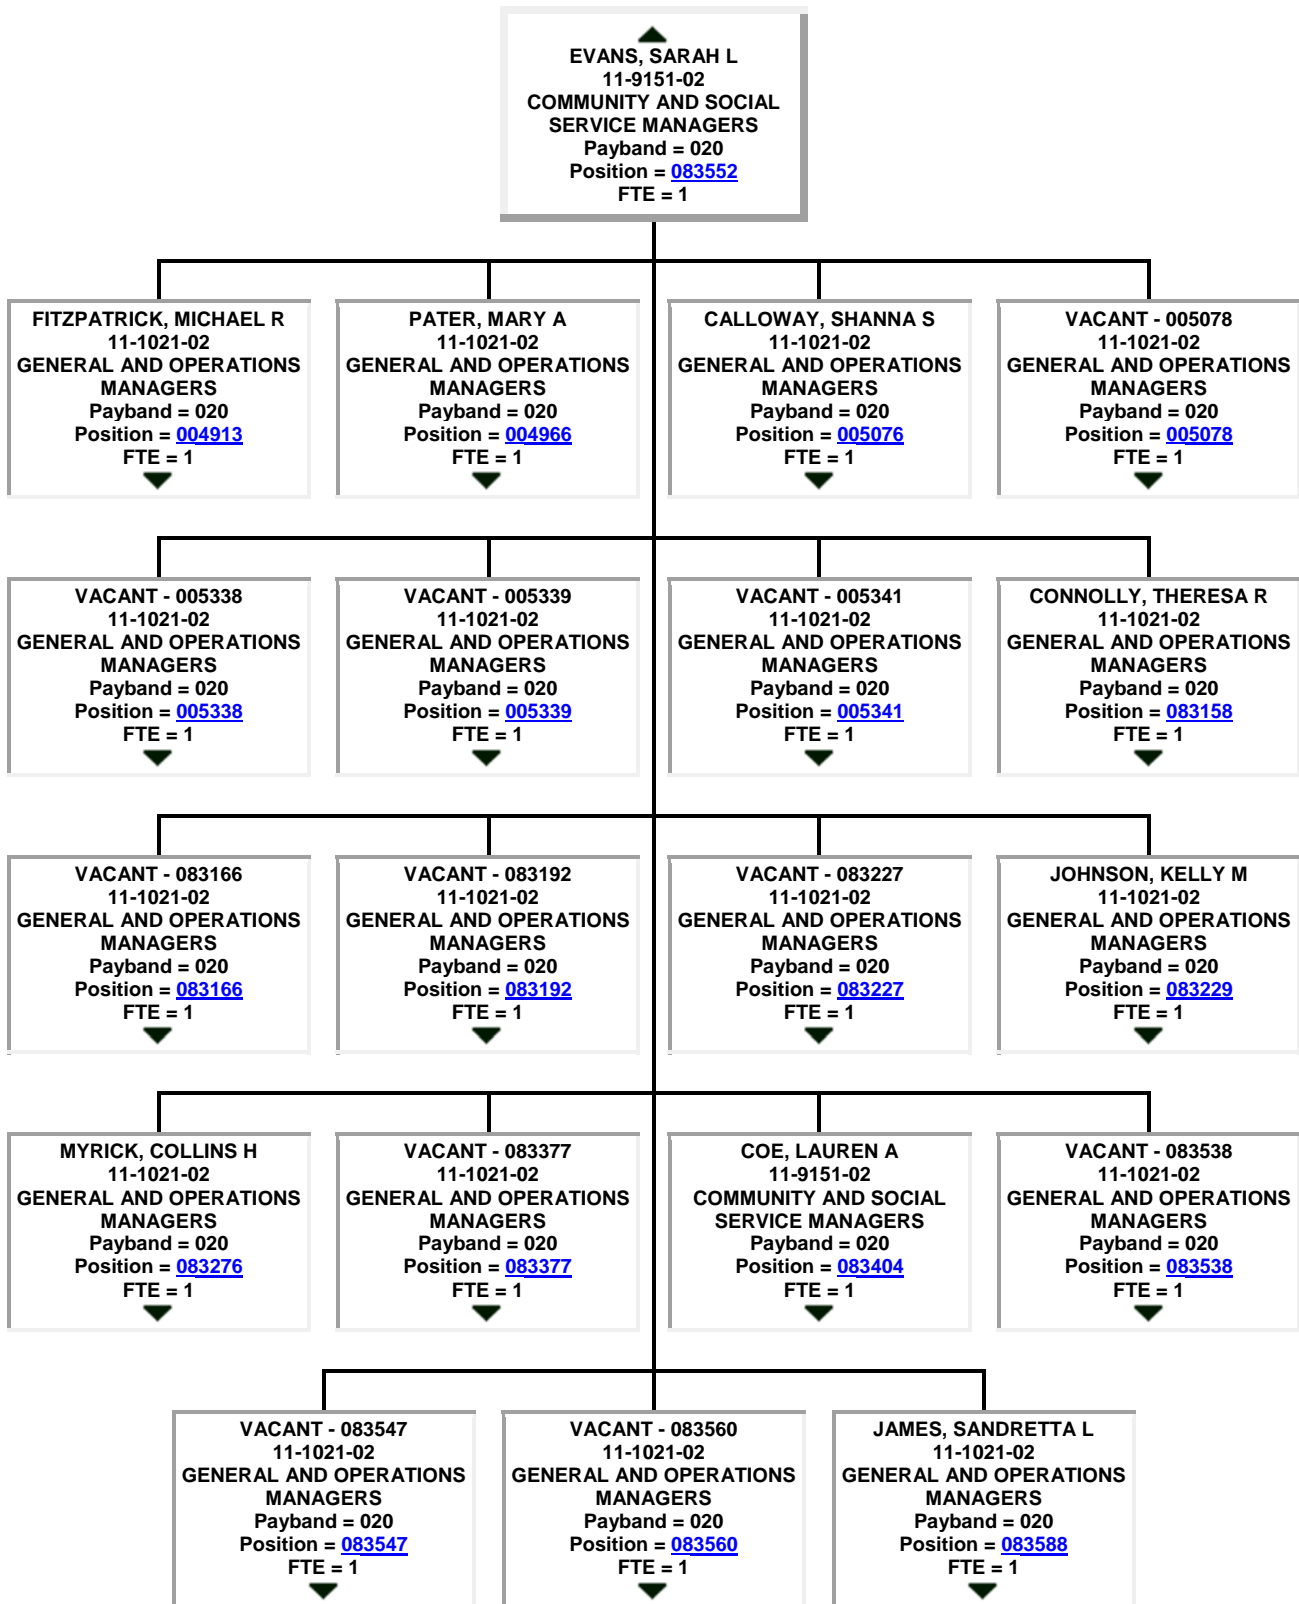 EVANS, SARAH L
11-9151-02
COMMUNITY AND SOCIAL
SERVICE MANAGERS
Payband = 020
Position = 083552
FTE = 1
FITZPATRICK, MICHAEL R
11-1021-02
GENERAL AND OPERATIONS
MANAGERS
Payband = 020
Position = 004913
FTE = 1
PATER, MARY A
11-1021-02
GENERAL AND OPERATIONS
MANAGERS
Payband = 020
Position = 004966
FTE = 1
CALLOWAY, SHANNA S
11-1021-02
GENERAL AND OPERATIONS
MANAGERS
Payband = 020
Position = 005076
FTE = 1
VACANT - 005078
11-1021-02
GENERAL AND OPERATIONS
MANAGERS
Payband = 020
Position = 005078
FTE = 1
VACANT - 005338
11-1021-02
GENERAL AND OPERATIONS
MANAGERS
Payband = 020
Position = 005338
FTE = 1
VACANT - 005339
11-1021-02
GENERAL AND OPERATIONS
MANAGERS
Payband = 020
Position = 005339
FTE = 1
VACANT - 005341
11-1021-02
GENERAL AND OPERATIONS
MANAGERS
Payband = 020
Position = 005341
FTE = 1
CONNOLLY, THERESA R
11-1021-02
GENERAL AND OPERATIONS
MANAGERS
Payband = 020
Position = 083158
FTE = 1
VACANT - 083166
11-1021-02
GENERAL AND OPERATIONS
MANAGERS
Payband = 020
Position = 083166
FTE = 1
VACANT - 083192
11-1021-02
GENERAL AND OPERATIONS
MANAGERS
Payband = 020
Position = 083192
FTE = 1
VACANT - 083227
11-1021-02
GENERAL AND OPERATIONS
MANAGERS
Payband = 020
Position = 083227
FTE = 1
JOHNSON, KELLY M
11-1021-02
GENERAL AND OPERATIONS
MANAGERS
Payband = 020
Position = 083229
FTE = 1
MYRICK, COLLINS H
11-1021-02
GENERAL AND OPERATIONS
MANAGERS
Payband = 020
Position = 083276
FTE = 1
VACANT - 083377
11-1021-02
GENERAL AND OPERATIONS
MANAGERS
Payband = 020
Position = 083377
FTE = 1
COE, LAUREN A
11-9151-02
COMMUNITY AND SOCIAL
SERVICE MANAGERS
Payband = 020
Position = 083404
FTE = 1
VACANT - 083538
11-1021-02
GENERAL AND OPERATIONS
MANAGERS
Payband = 020
Position = 083538
FTE = 1
VACANT - 083547
11-1021-02
GENERAL AND OPERATIONS
MANAGERS
Payband = 020
Position = 083547
FTE = 1
VACANT - 083560
11-1021-02
GENERAL AND OPERATIONS
MANAGERS
Payband = 020
Position = 083560
FTE = 1
JAMES, SANDRETTA L
11-1021-02
GENERAL AND OPERATIONS
MANAGERS
Payband = 020
Position = 083588
FTE = 1